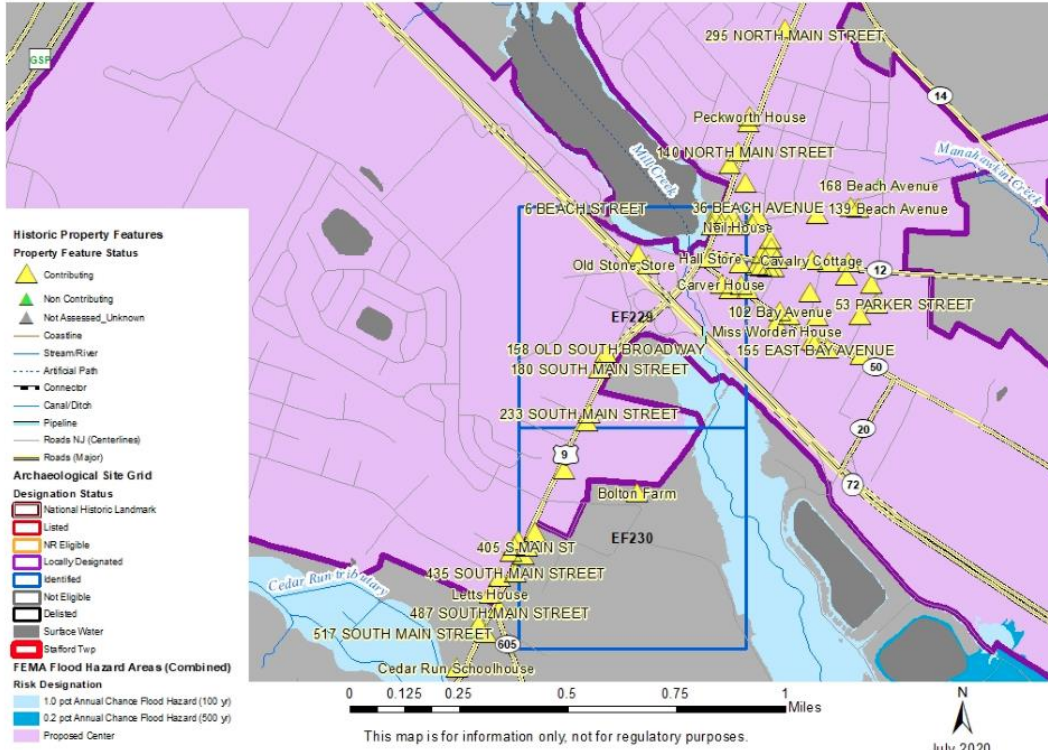 295 NORTH MAIN STREET
GSP
14
Peckworth House
Manahawkin Creek
140 NORTH MAIN STREET
Mill Creek
168 Beach Avenue
6 BEACH STREET
36 BEACH AVENUE
139 Beach Avenue
Neil House
Old Stone Store
Hall Store
Cavalry Cottage
12
Carver House
53 PARKER STREET
EF229
102 Bay Avenue
Miss Worden House
158 OLD SOUTH BROADWAY
155 EAST BAY AVENUE
180 SOUTH MAIN STREET
50
233 SOUTH MAIN STREET
20
9
72
Bolton Farm
EF230
405 S MAIN ST
Cedar Run tributary
435 SOUTH MAIN STREET
Letts House
487 SOUTH MAIN STREET
517 SOUTH MAIN STREET
605
Cedar Run Schoolhouse
Historic Property Features
Property Feature Status
Contributing
Non Contributing
Not Assessed_Unknown
Coastline
Stream/River
Artificial Path
Connector
Canal/Ditch
Pipeline
Roads NJ (Centerlines)
Roads (Major)
Archaeological Site Grid
Designation Status
National Historic Landmark
Listed
NR Eligible
Locally Designated
Identified
Not Eligible
Delisted
Surface Water
Stafford Twp
FEMA Flood Hazard Areas (Combined)
Risk Designation
1.0 pct Annual Chance Flood Hazard (100 yr)
0.2 pct Annual Chance Flood Hazard (500 yr)
Proposed Center
0 0.125 0.25 0.5 0.75 1
Miles
This map is for information only, not for regulatory purposes.
N
July 2020